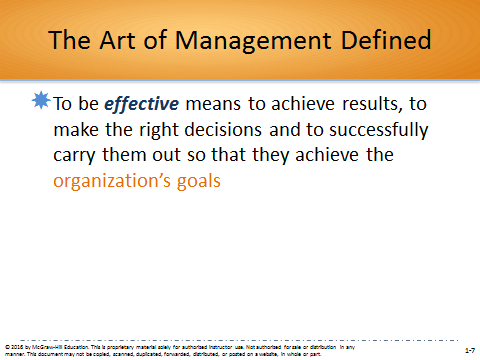 The Art of Management Defined
To be effective means to achieve results, to
make the right decisions and to successfully
carry them out so that they achieve the
organization’s goals
© 2016 by McGraw-Hill Education. This is proprietary material solely for authorized instructor use. Not authorized for sale or distribution in any
manner. This document may not be copied, scanned, duplicated, forwarded, distributed, or posted on a website, in whole or part.
1-7